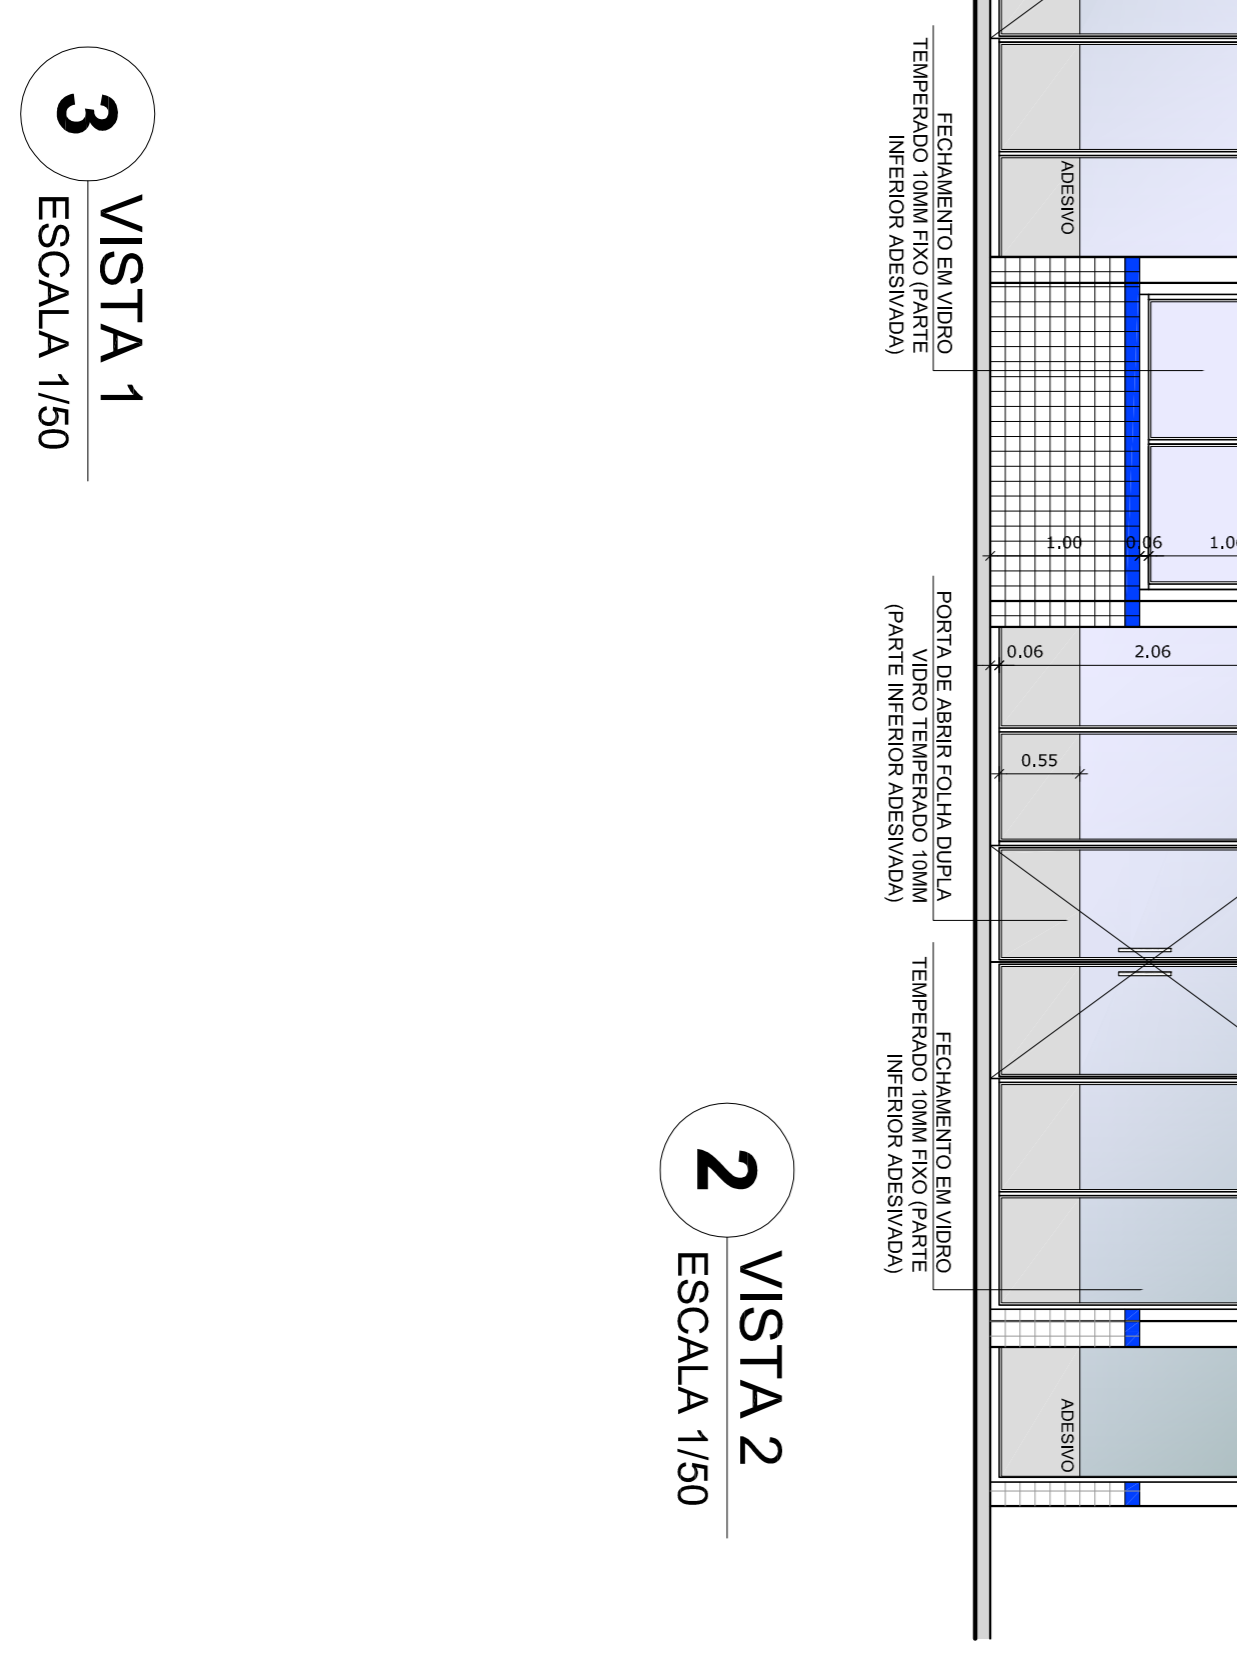 ADESIVO
1.00
0.06
1.0
0.06
2.06
0.55
ADESIVO
FECHAMENTO EM VIDRO
TEMPERADO 10MM FIXO (PARTE
INFERIOR ADESIVADA)
PORTA DE ABRIR FOLHA DUPLA
VIDRO TEMPERADO 10MM
(PARTE INFERIOR ADESIVADA)
FECHAMENTO EM VIDRO
TEMPERADO 10MM FIXO (PARTE
INFERIOR ADESIVADA)
2
VISTA 2
ESCALA 1/50
3
VISTA 1
ESCALA 1/50